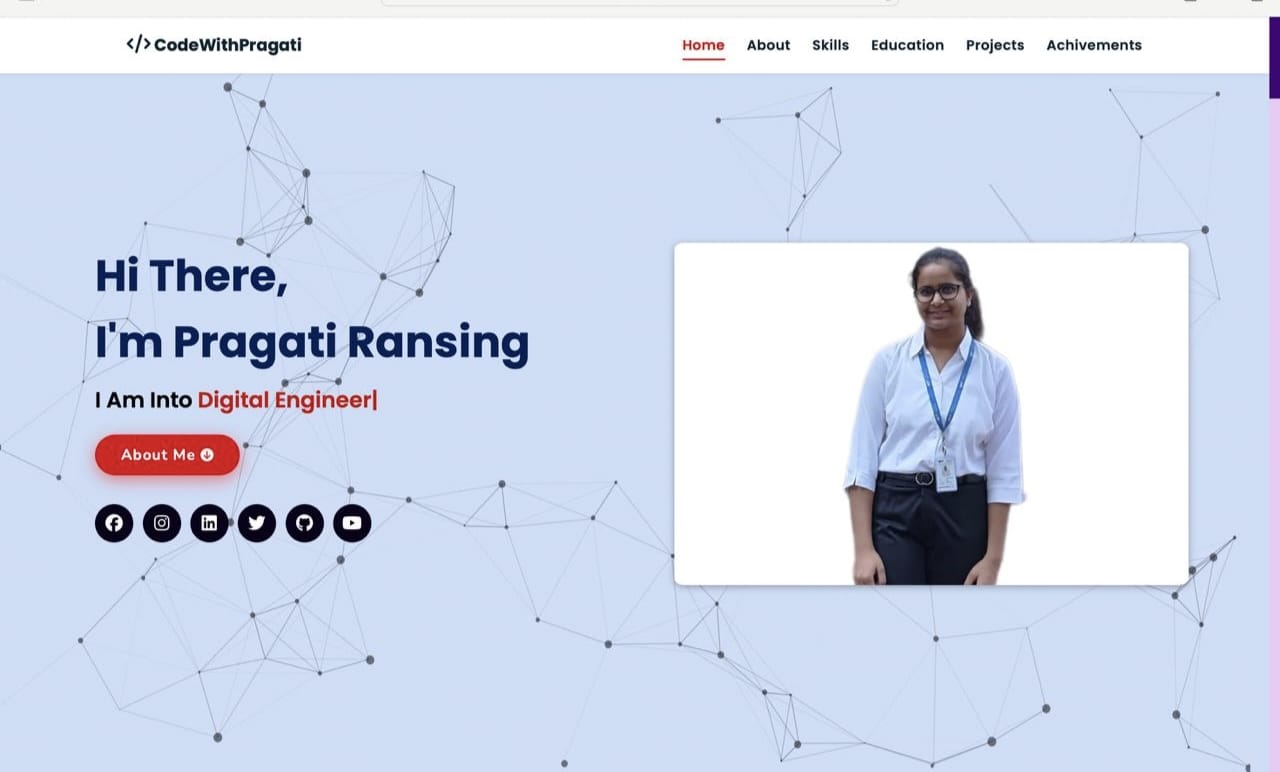 </> CodeWithPragati
Home About Skills Education Projects Achivements
Hi There,
I'm Pragati Ransing
I Am Into Digital Engineer|
About Me